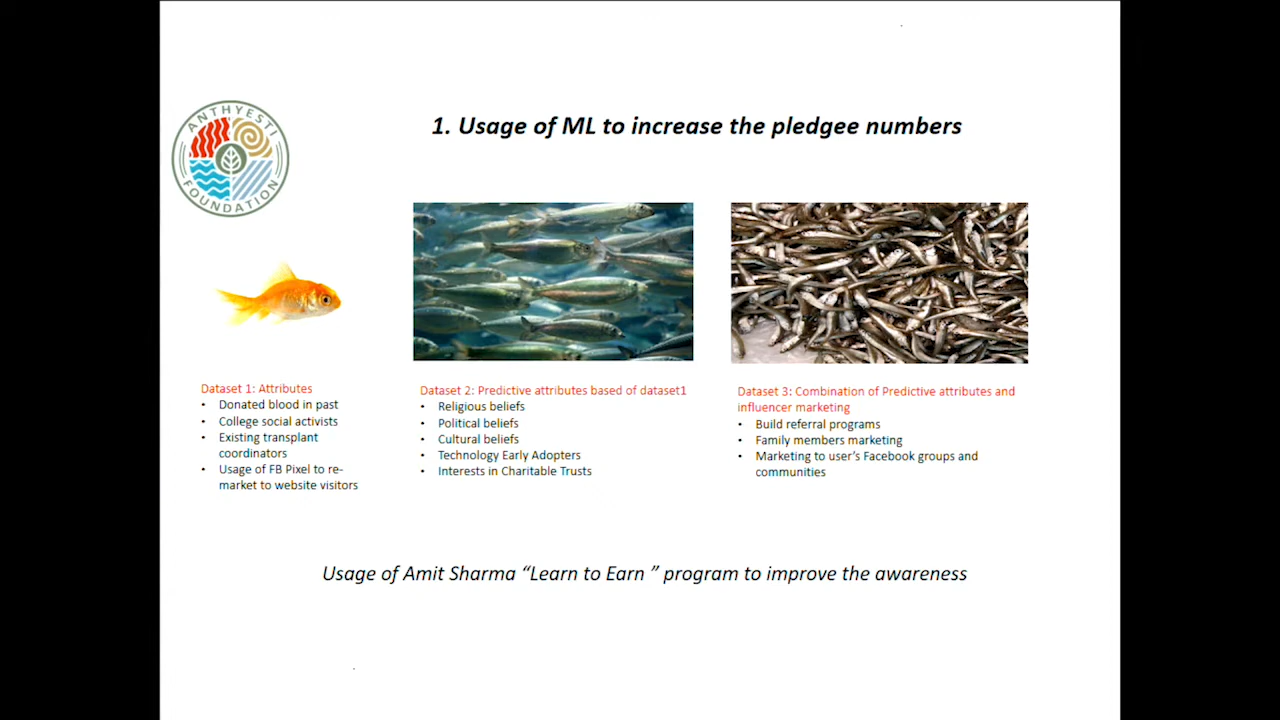 ANTHYESTI
FOUNDATION
1. Usage of ML to increase the pledgee numbers
Dataset 1: Attributes
• Donated blood in past
• College social activists
• Existing transplant
coordinators
• Usage of FB Pixel to re-
market to website visitors
Dataset 2: Predictive attributes based of dataset1
• Religious beliefs
• Political beliefs
• Cultural beliefs
• Technology Early Adopters
• Interests in Charitable Trusts
Dataset 3: Combination of Predictive attributes and
influencer marketing
• Build referral programs
• Family members marketing
• Marketing to user’s Facebook groups and
communities
Usage of Amit Sharma “Learn to Earn ” program to improve the awareness